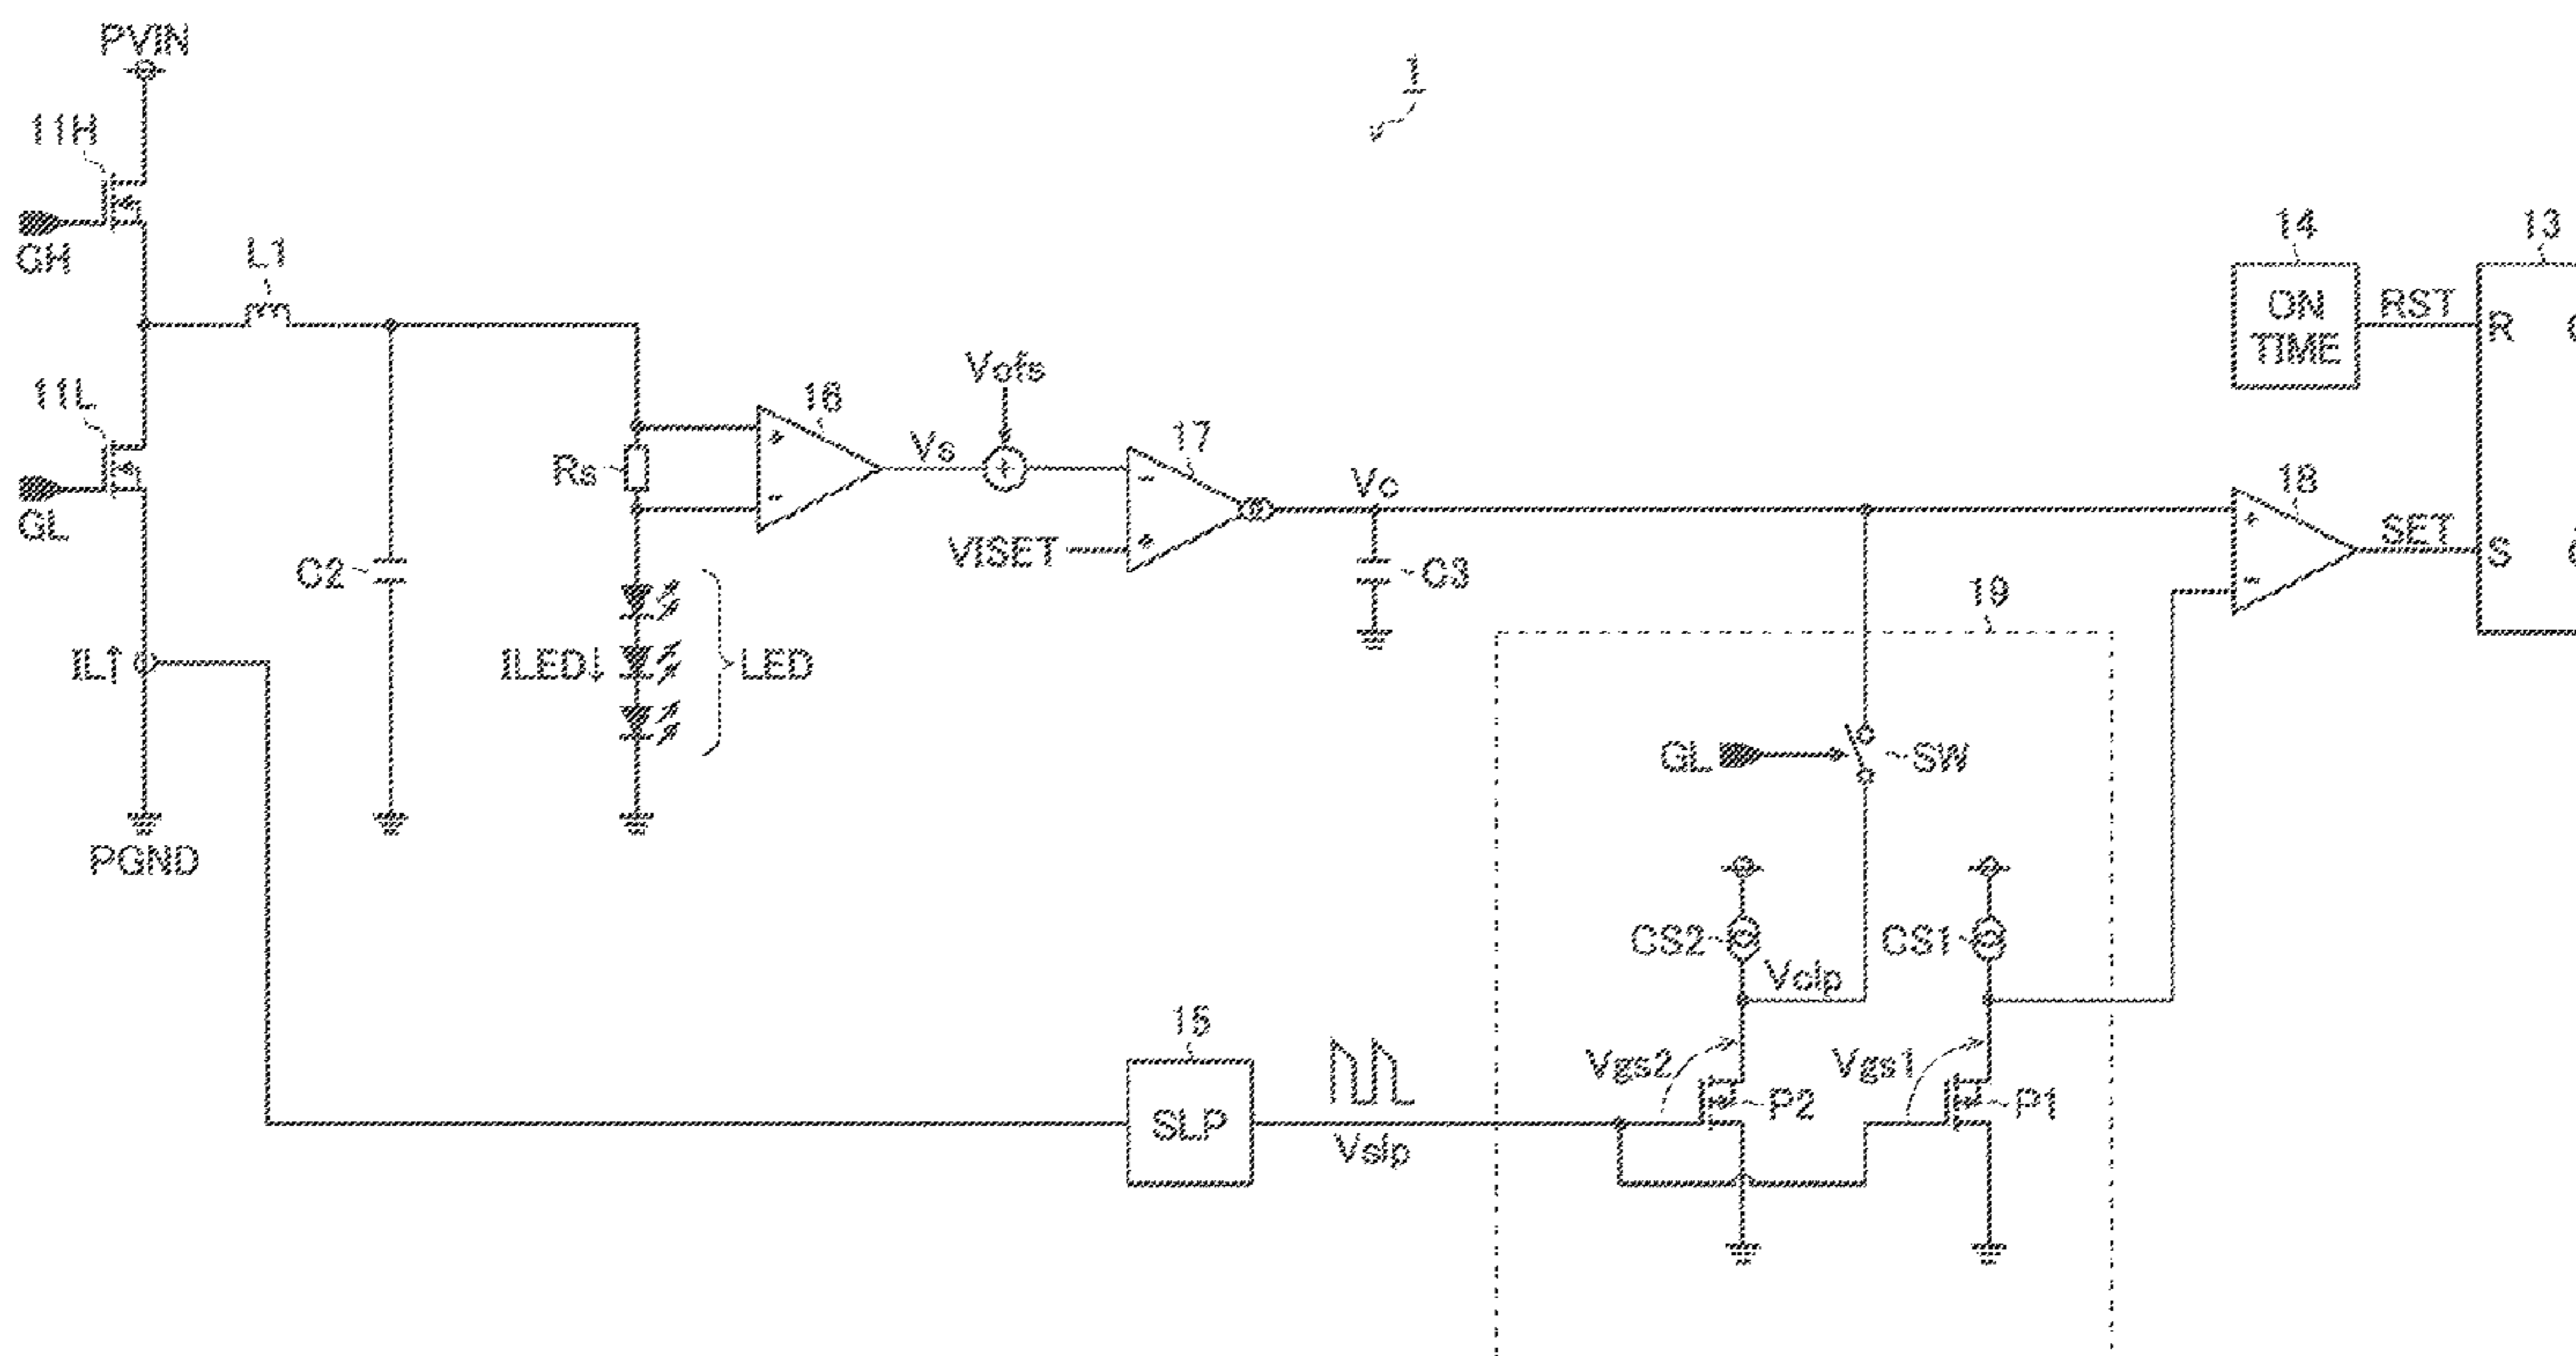 PVIN
1
11H
GH
L1
14
13
ON
TIME
RST
R
11L
GL
Rs
16
+
-
Vs
Vofs
+
17
-
+
VISET
Vc
C3
18
+
-
SET
S
C2
IL↑
ILED↓
LED
19
GL
SW
PGND
CS2
CS1
Vclp
15
SLP
Vslp
Vgs2
P2
Vgs1
P1